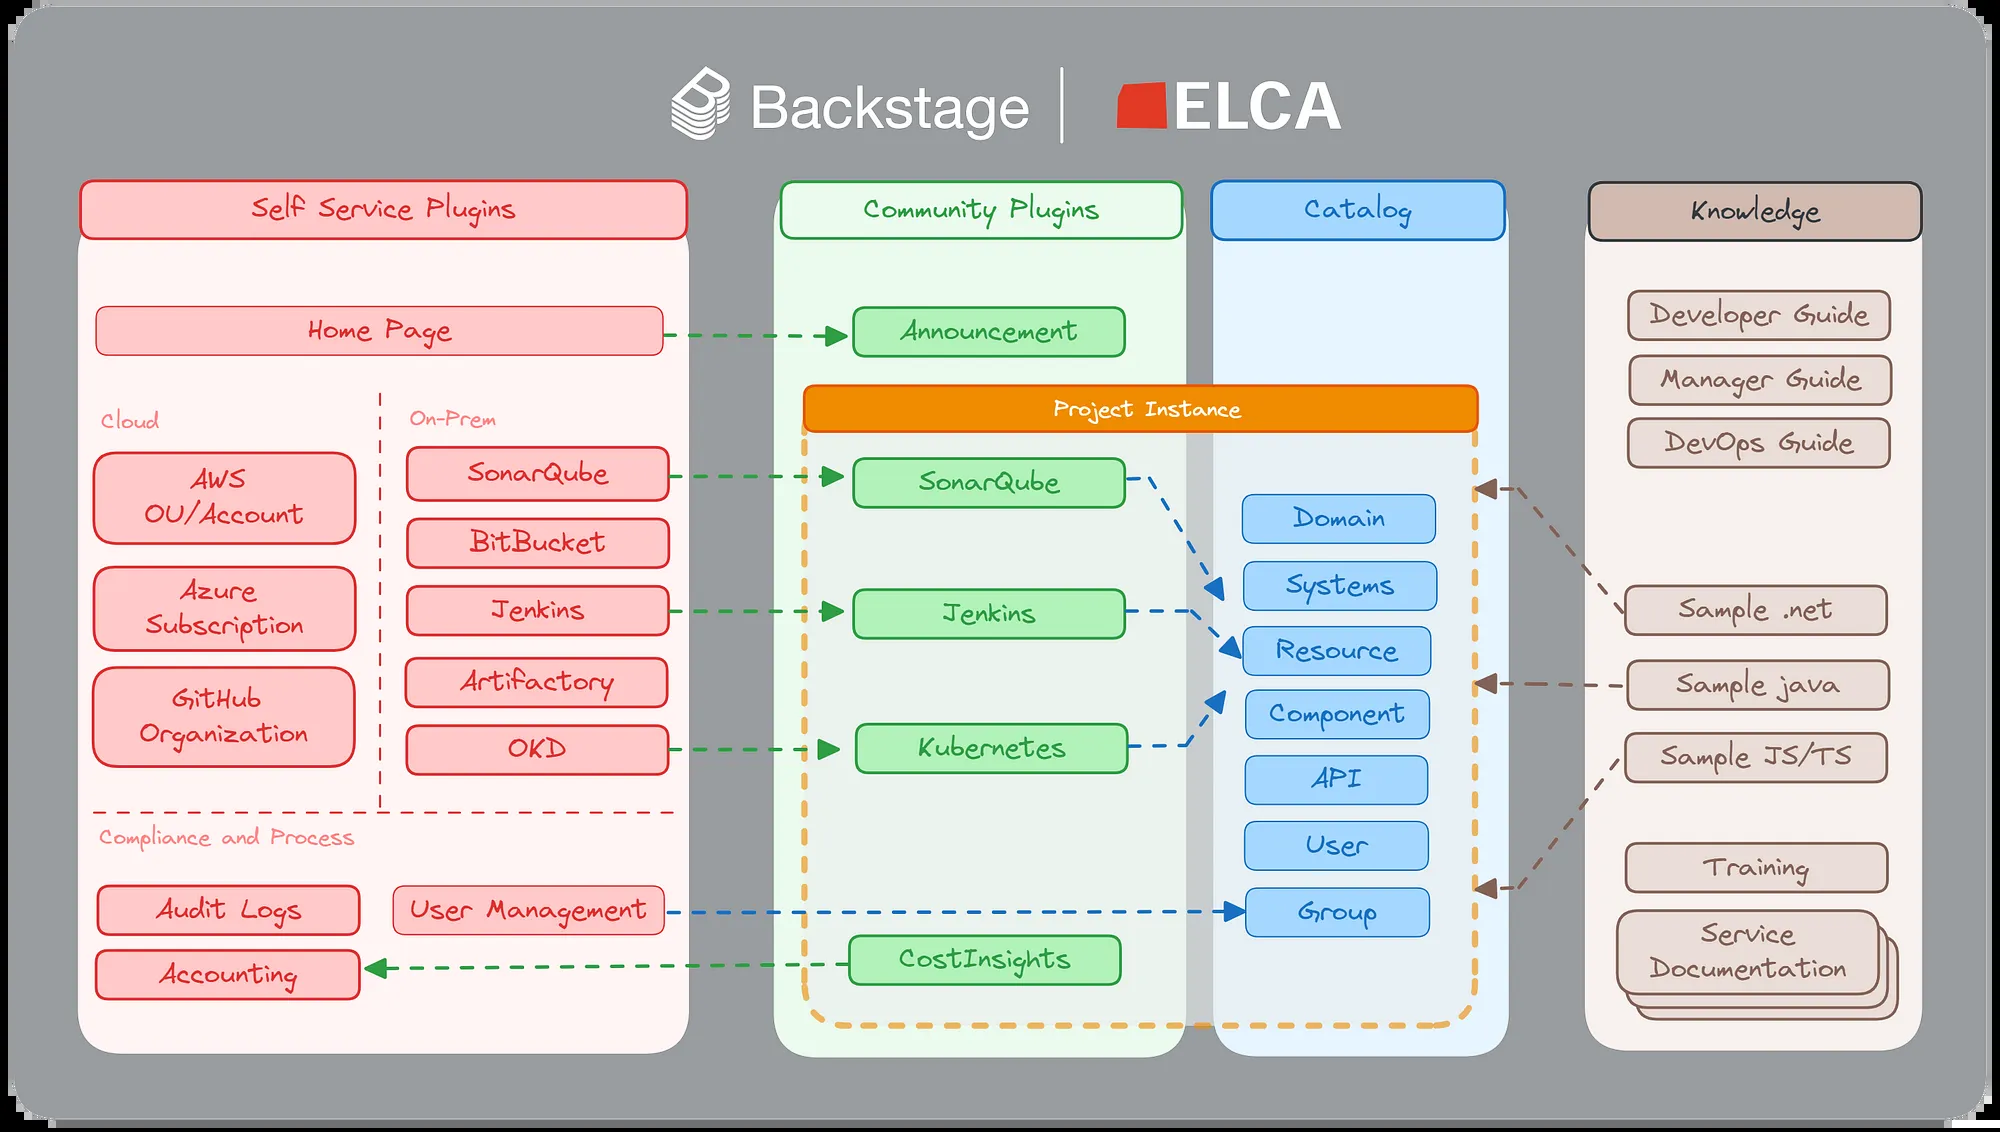 Backstage
ELCA
Self Service Plugins
Home Page
Cloud
AWS
OU/Account
Azure
Subscription
GitHub
Organization
On-Prem
SonarQube
BitBucket
Jenkins
Artifactory
OKD
Compliance and Process
Audit Logs
User Management
Accounting
Community Plugins
Announcement
Project Instance
SonarQube
Jenkins
Kubernetes
CostInsights
Catalog
Domain
Systems
Resource
Component
API
User
Group
Knowledge
Developer Guide
Manager Guide
DevOps Guide
Sample .net
Sample java
Sample JS/TS
Training
Service
Documentation